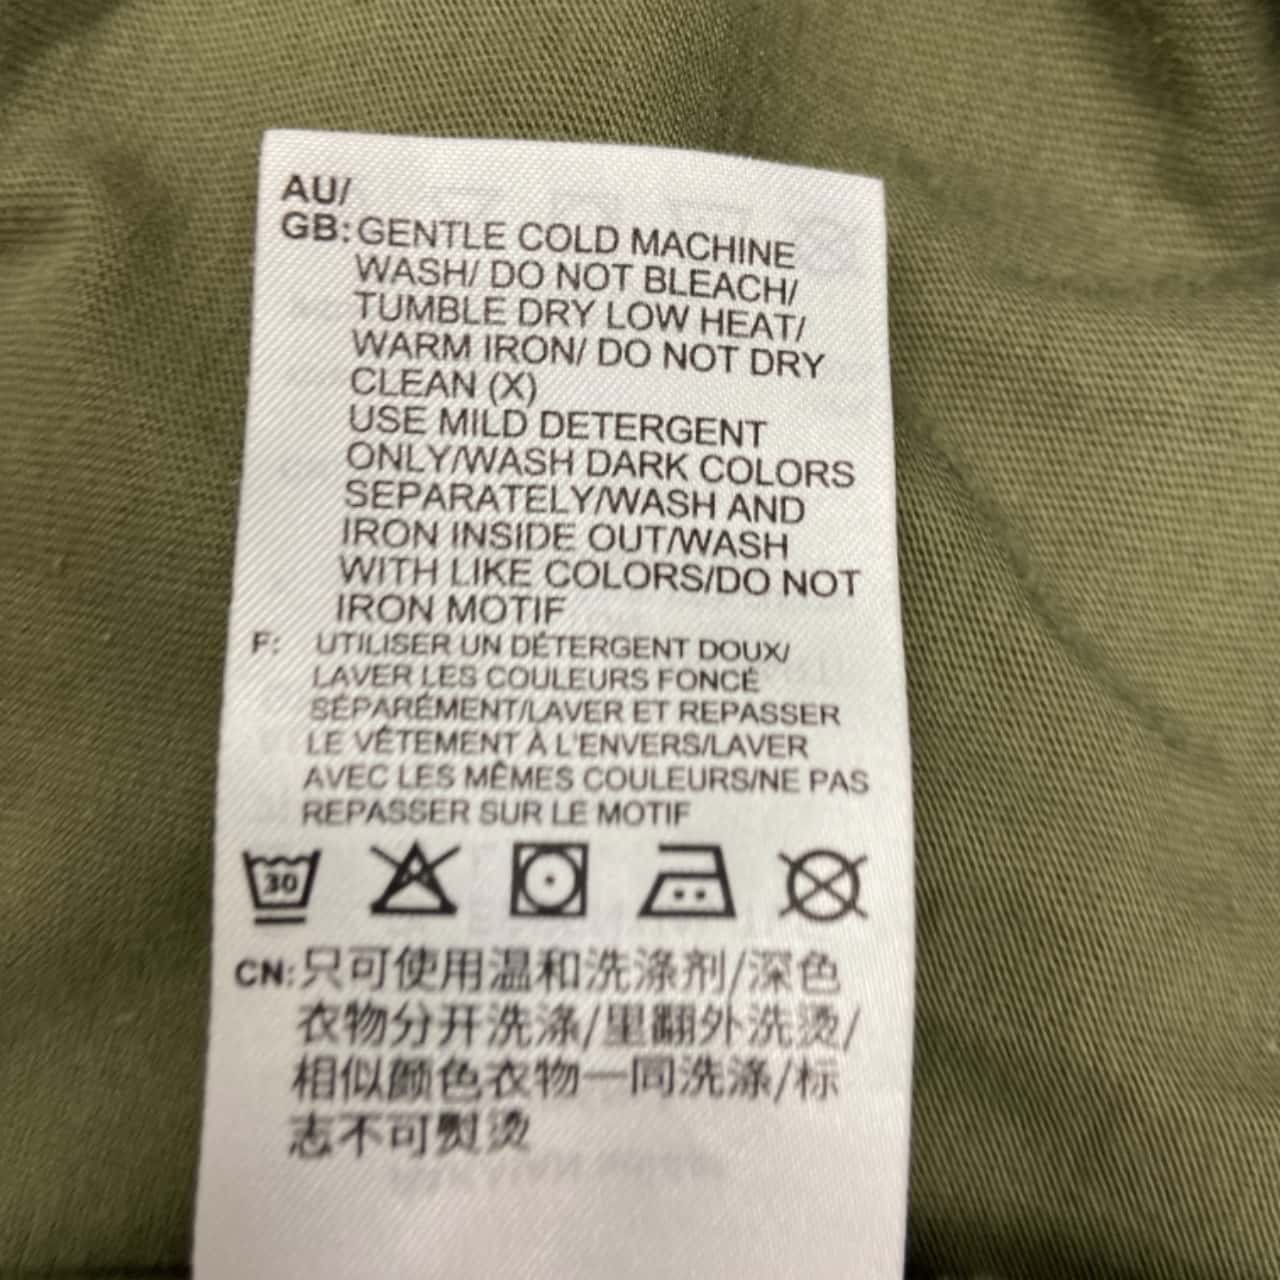 AU/
GB: GENTLE COLD MACHINE
WASH/ DO NOT BLEACH/
TUMBLE DRY LOW HEAT/
WARM IRON/ DO NOT DRY
CLEAN (X)
USE MILD DETERGENT
ONLY/WASH DARK COLORS
SEPARATELY/WASH AND
IRON INSIDE OUT/WASH
WITH LIKE COLORS/DO NOT
IRON MOTIF
F: UTILISER UN DÉTERGENT DOUX/
LAVER LES COULEURS FONCÉ
SÉPARÉMENT/LAVER ET REPASSER
LE VÊTEMENT À L'ENVERS/LAVER
AVEC LES MÊMES COULEURS/NE PAS
REPASSER SUR LE MOTIF
30
CN: 只可使用温和洗涤剂/深色
衣物分开洗涤/里翻外洗烫/
相似颜色衣物一同洗涤/标
志不可熨烫